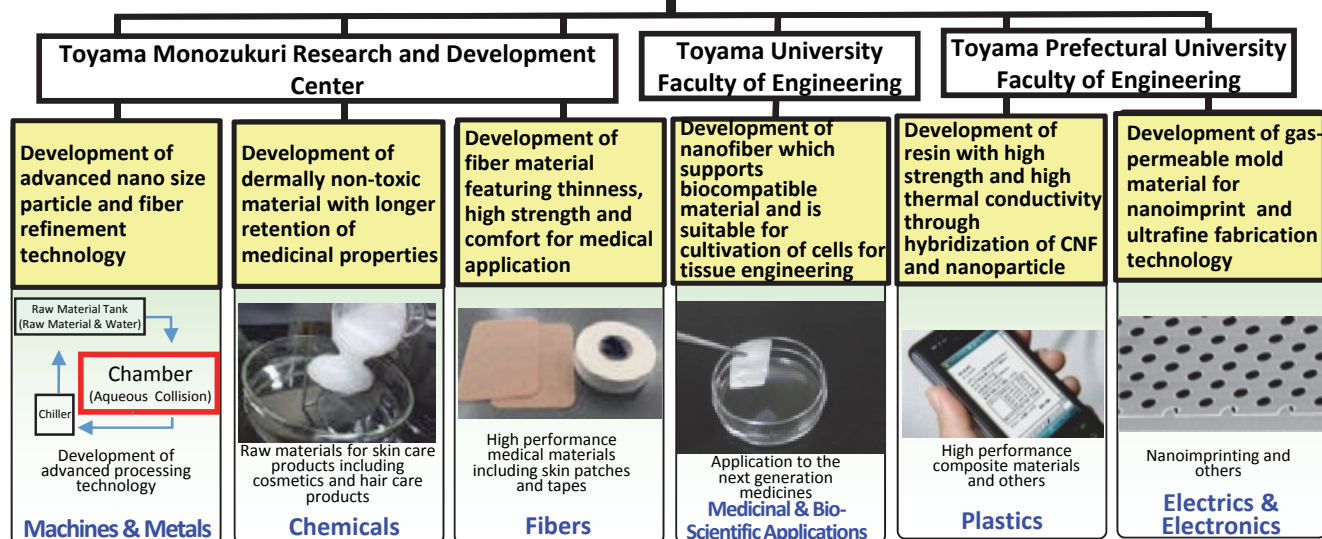 Toyama Monozukuri Research and Development
Center
Toyama University
Faculty of Engineering
Toyama Prefectural University
Faculty of Engineering
Development of
advanced nano size
particle and fiber
refinement
technology
Raw Material Tank
(Raw Material & Water)
Chamber
(Aqueous Collision)
Chiller
Development of
advanced processing
technology
Machines & Metals
Development of
dermally non-toxic
material with longer
retention of
medicinal properties
Raw materials for skin care
products including
cosmetics and hair care
products
Chemicals
Development of
fiber material
featuring thinness,
high strength and
comfort for medical
application
High performance
medical materials
including skin patches
and tapes
Fibers
Development of
nanofiber which
supports
biocompatible
material and is
suitable for
cultivation of cells for
tissue engineering
Application to the
next generation
medicines
Medicinal & Bio-
Scientific Applications
Development of
resin with high
strength and high
thermal conductivity
through
hybridization of CNF
and nanoparticle
High performance
composite materials
and others
Plastics
Development of gas-
permeable mold
material for
nanoimprint and
ultrafine fabrication
technology
Nanoimprinting and
others
Electrics &
Electronics